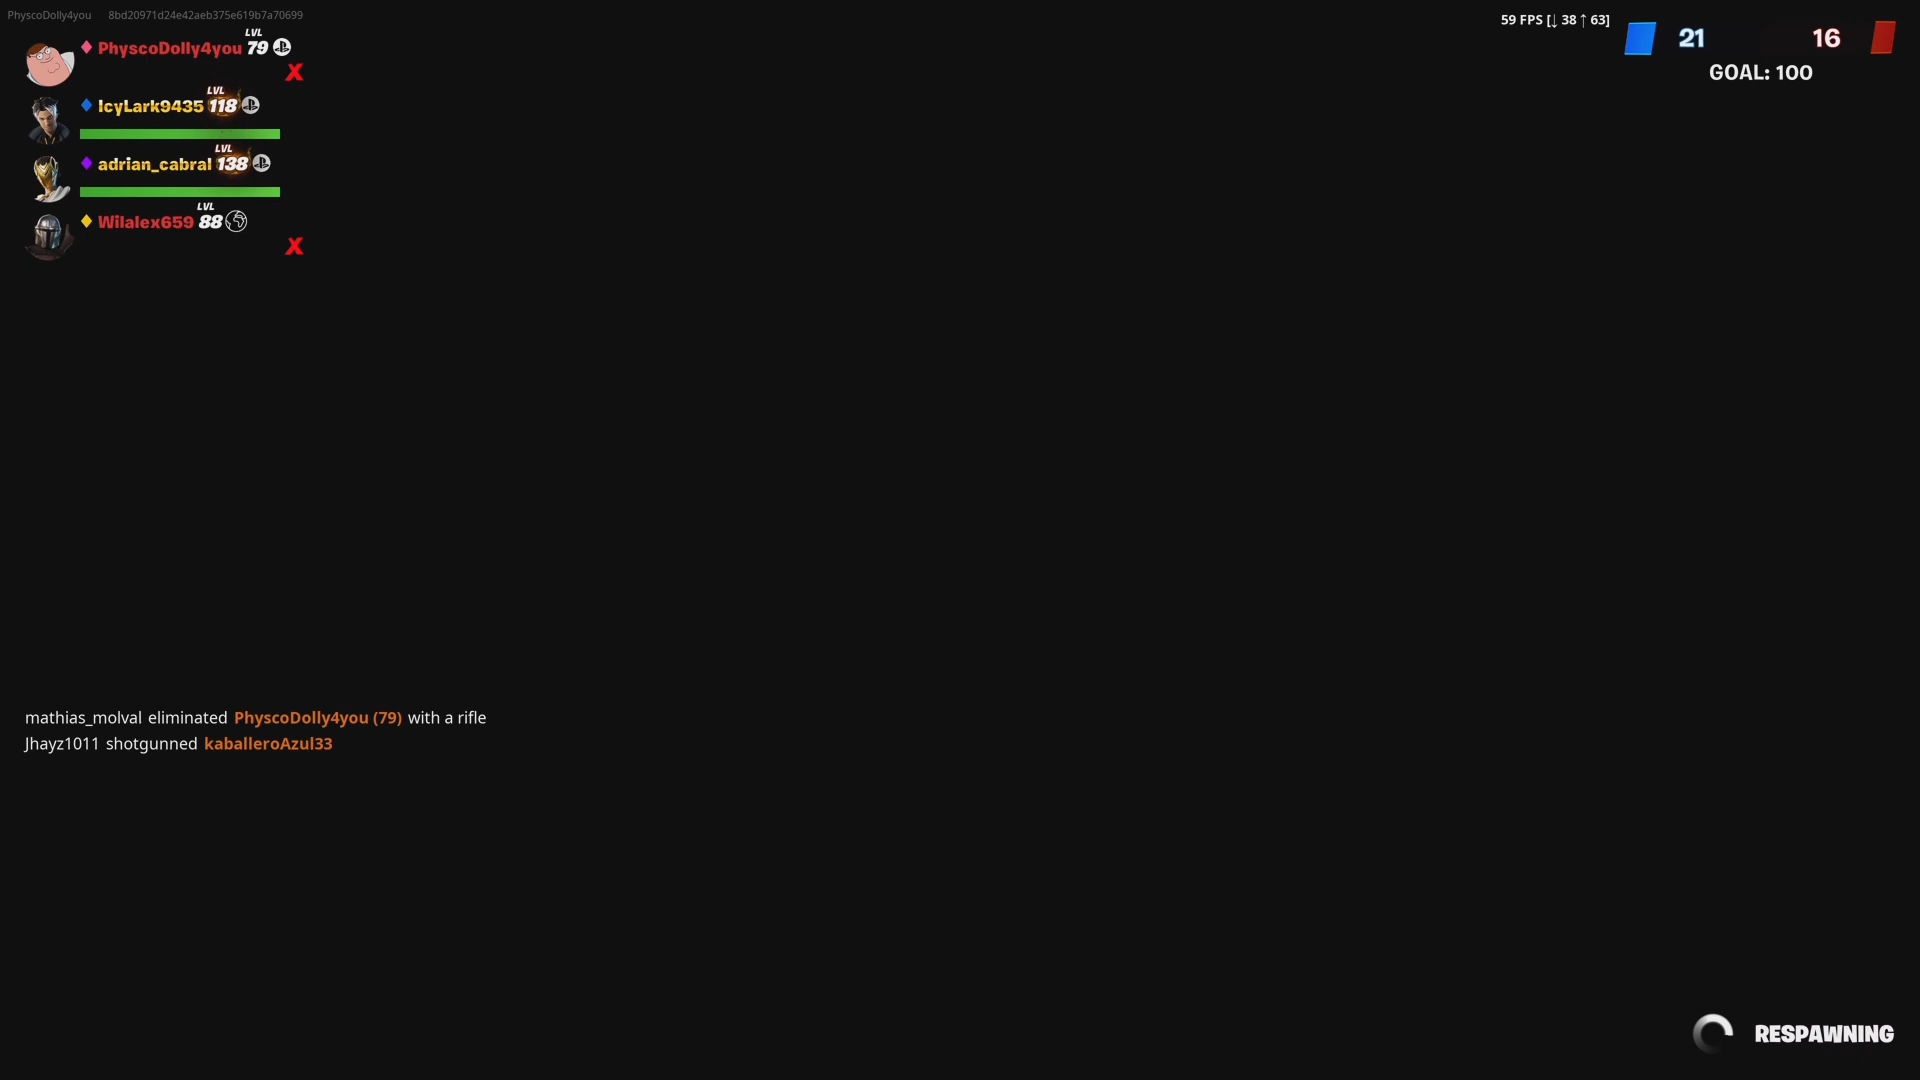 PhyscoDolly4you 8bd20971d24e42aeb375e619b7a70699
59 FPS [↓ 38 ↑ 63]
21 16
GOAL: 100
LVL
PhyscoDolly4you 79
X
LVL
IcyLark9435 118
LVL
adrian_cabral 138
LVL
Wilalex659 88
X
mathias_molval eliminated PhyscoDolly4you (79) with a rifle
Jhayz1011 shotgunned kaballeroAzul33
RESPAWNING